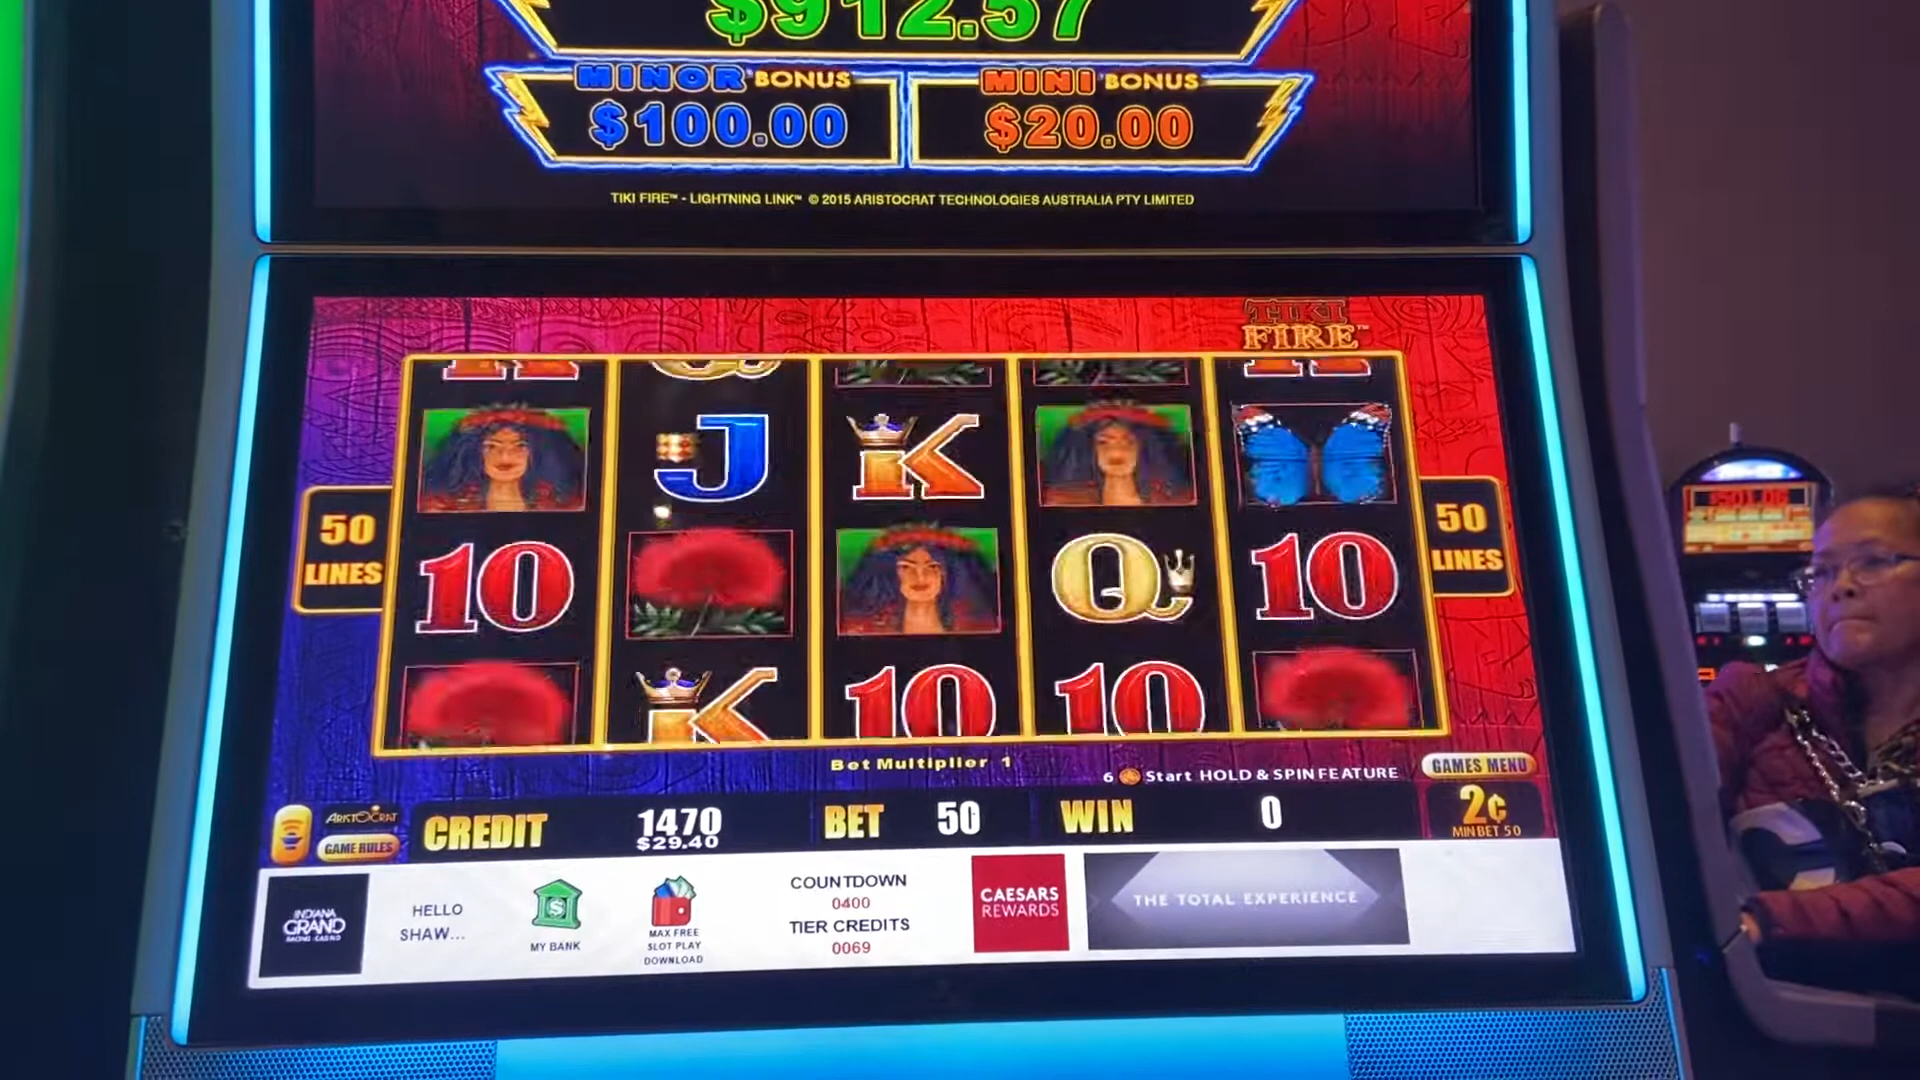 $912.57
MINOR BONUS
$100.00
MINI BONUS
$20.00
TIKI FIRE™ - LIGHTNING LINK™ © 2015 ARISTOCRAT TECHNOLOGIES AUSTRALIA PTY LIMITED
TIKI
FIRE™
J
K
50
LINES
50
LINES
10
Q
10
K
10
10
Bet Multiplier 1
6 Start HOLD & SPIN FEATURE
GAMES MENU
ARISTOCRAT
GAME RULES
CREDIT
1470
$29.40
BET
50
WIN
0
2¢
MIN BET 50
INDIANA
GRAND
RACING · CASINO
HELLO
SHAW...
MY BANK
MAX FREE
SLOT PLAY
DOWNLOAD
COUNTDOWN
0400
TIER CREDITS
0069
CAESARS
REWARDS
THE TOTAL EXPERIENCE